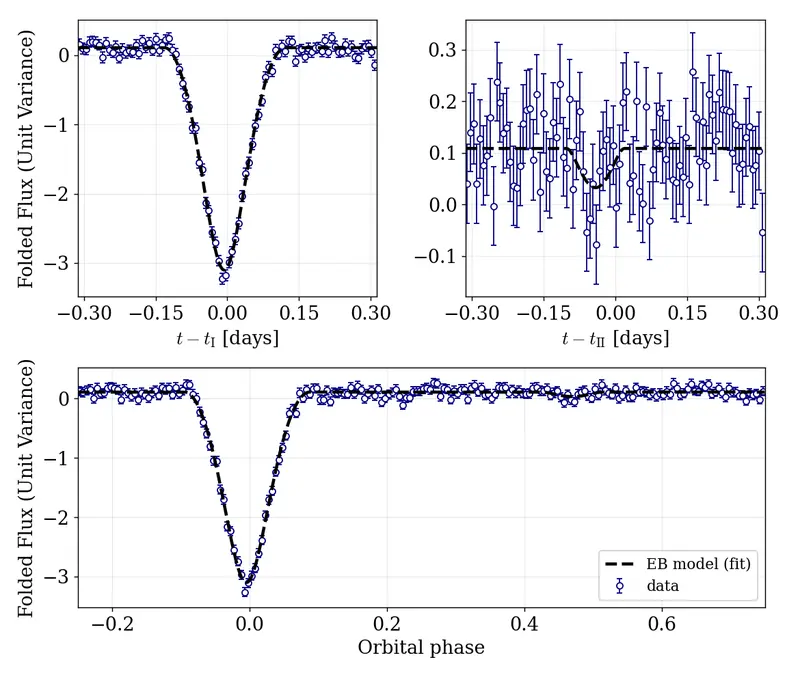 Folded Flux (Unit Variance)
0
−1
−2
−3
−0.30 −0.15 0.00 0.15 0.30
t − tI [days]
0.3
0.2
0.1
0.0
−0.1
−0.30 −0.15 0.00 0.15 0.30
t − tII [days]
Folded Flux (Unit Variance)
0
−1
−2
−3
−0.2 0.0 0.2 0.4 0.6
Orbital phase
EB model (fit)
data